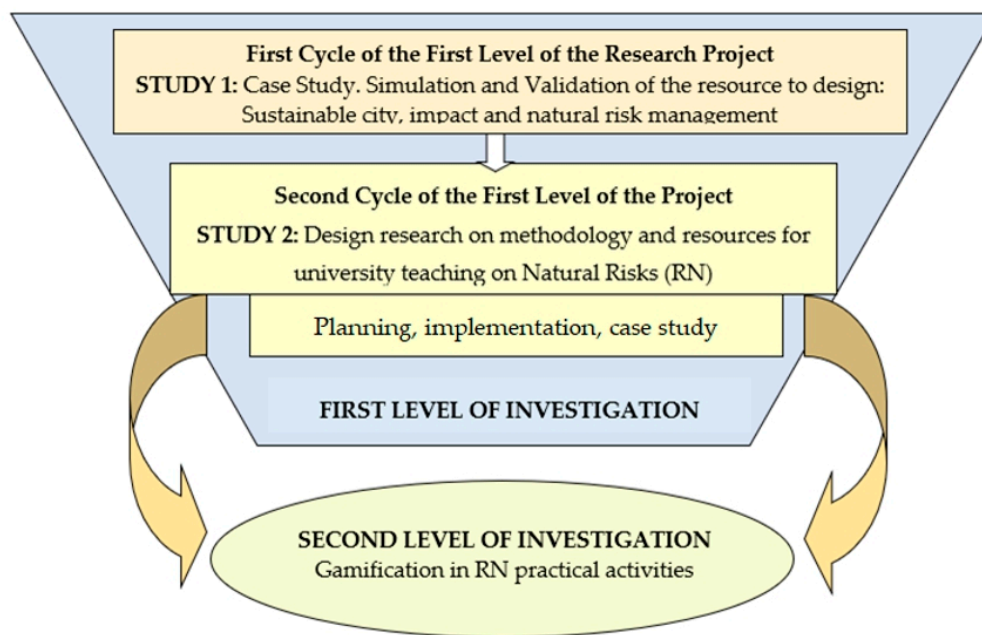 First Cycle of the First Level of the Research Project
STUDY 1: Case Study. Simulation and Validation of the resource to design:
Sustainable city, impact and natural risk management
Second Cycle of the First Level of the Project
STUDY 2: Design research on methodology and resources for
university teaching on Natural Risks (RN)
Planning, implementation, case study
FIRST LEVEL OF INVESTIGATION
SECOND LEVEL OF INVESTIGATION
Gamification in RN practical activities